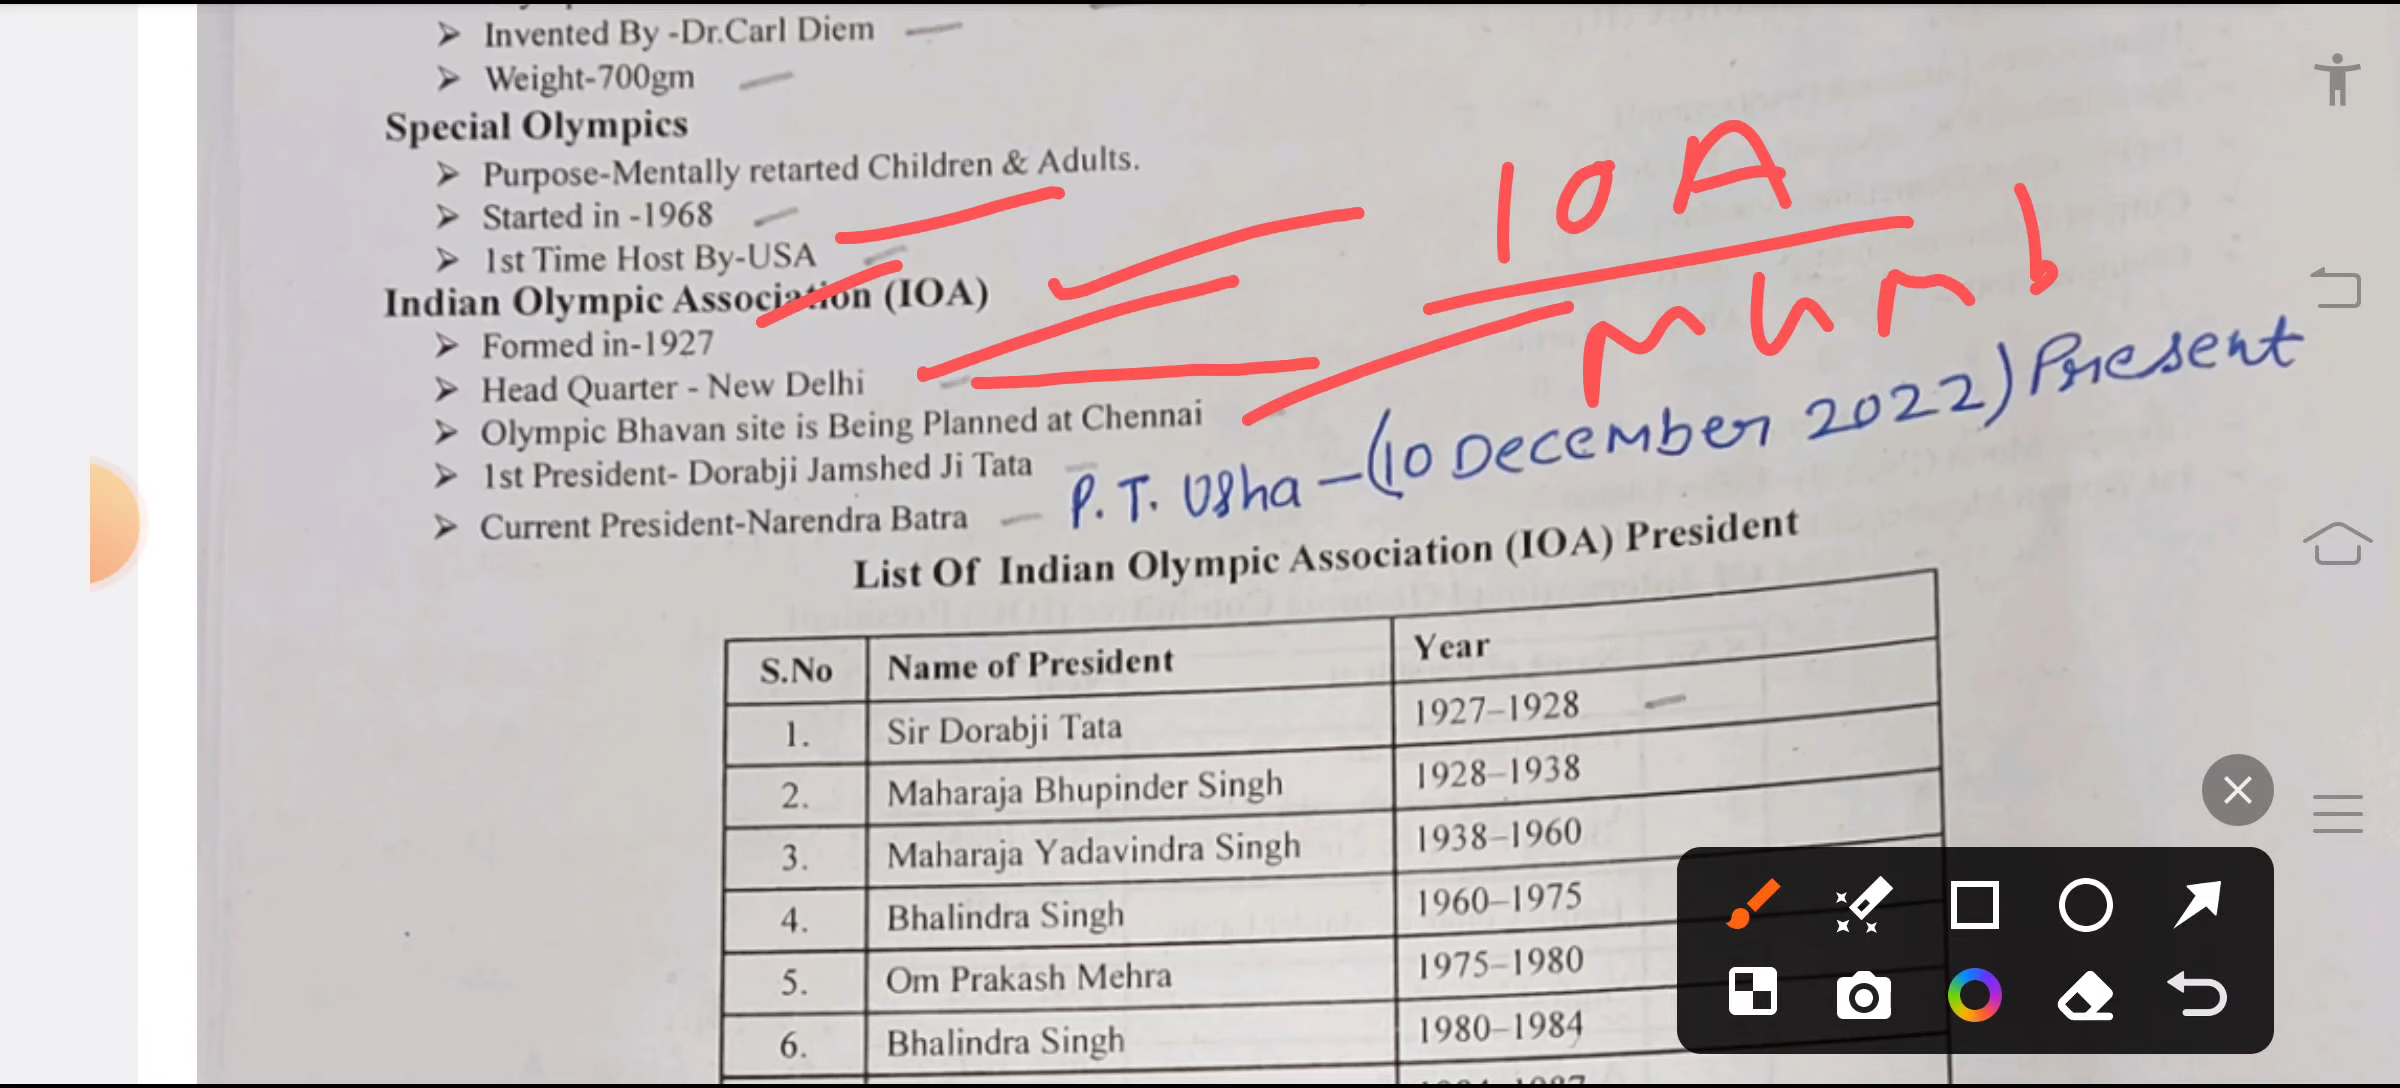 ➢ Invented By -Dr.Carl Diem
➢ Weight-700gm
Special Olympics
➢ Purpose-Mentally retarted Children & Adults.
➢ Started in -1968
➢ 1st Time Host By-USA
Indian Olympic Association (IOA)
➢ Formed in-1927
➢ Head Quarter - New Delhi
➢ Olympic Bhavan site is Being Planned at Chennai
➢ 1st President- Dorabji Jamshed Ji Tata
➢ Current President-Narendra Batra
IOA
P.T. Usha - (10 December 2022) Present
List Of Indian Olympic Association (IOA) President
S.No Name of President Year
1. Sir Dorabji Tata 1927–1928
2. Maharaja Bhupinder Singh 1928–1938
3. Maharaja Yadavindra Singh 1938–1960
4. Bhalindra Singh 1960–1975
5. Om Prakash Mehra 1975–1980
6. Bhalindra Singh 1980–1984